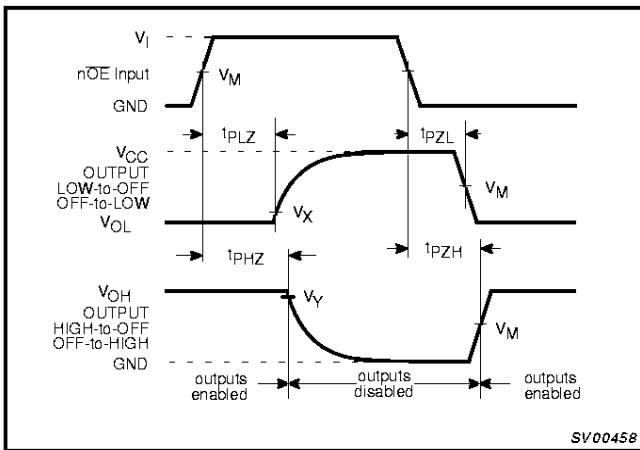 VI
nOE Input
VM
GND
tPLZ
tPZL
VCC
OUTPUT
LOW-to-OFF
OFF-to-LOW
VM
VX
VOL
tPHZ
tPZH
VOH
VY
OUTPUT
HIGH-to-OFF
OFF-to-HIGH
VM
GND
outputs
enabled
outputs
disabled
outputs
enabled
SV00458